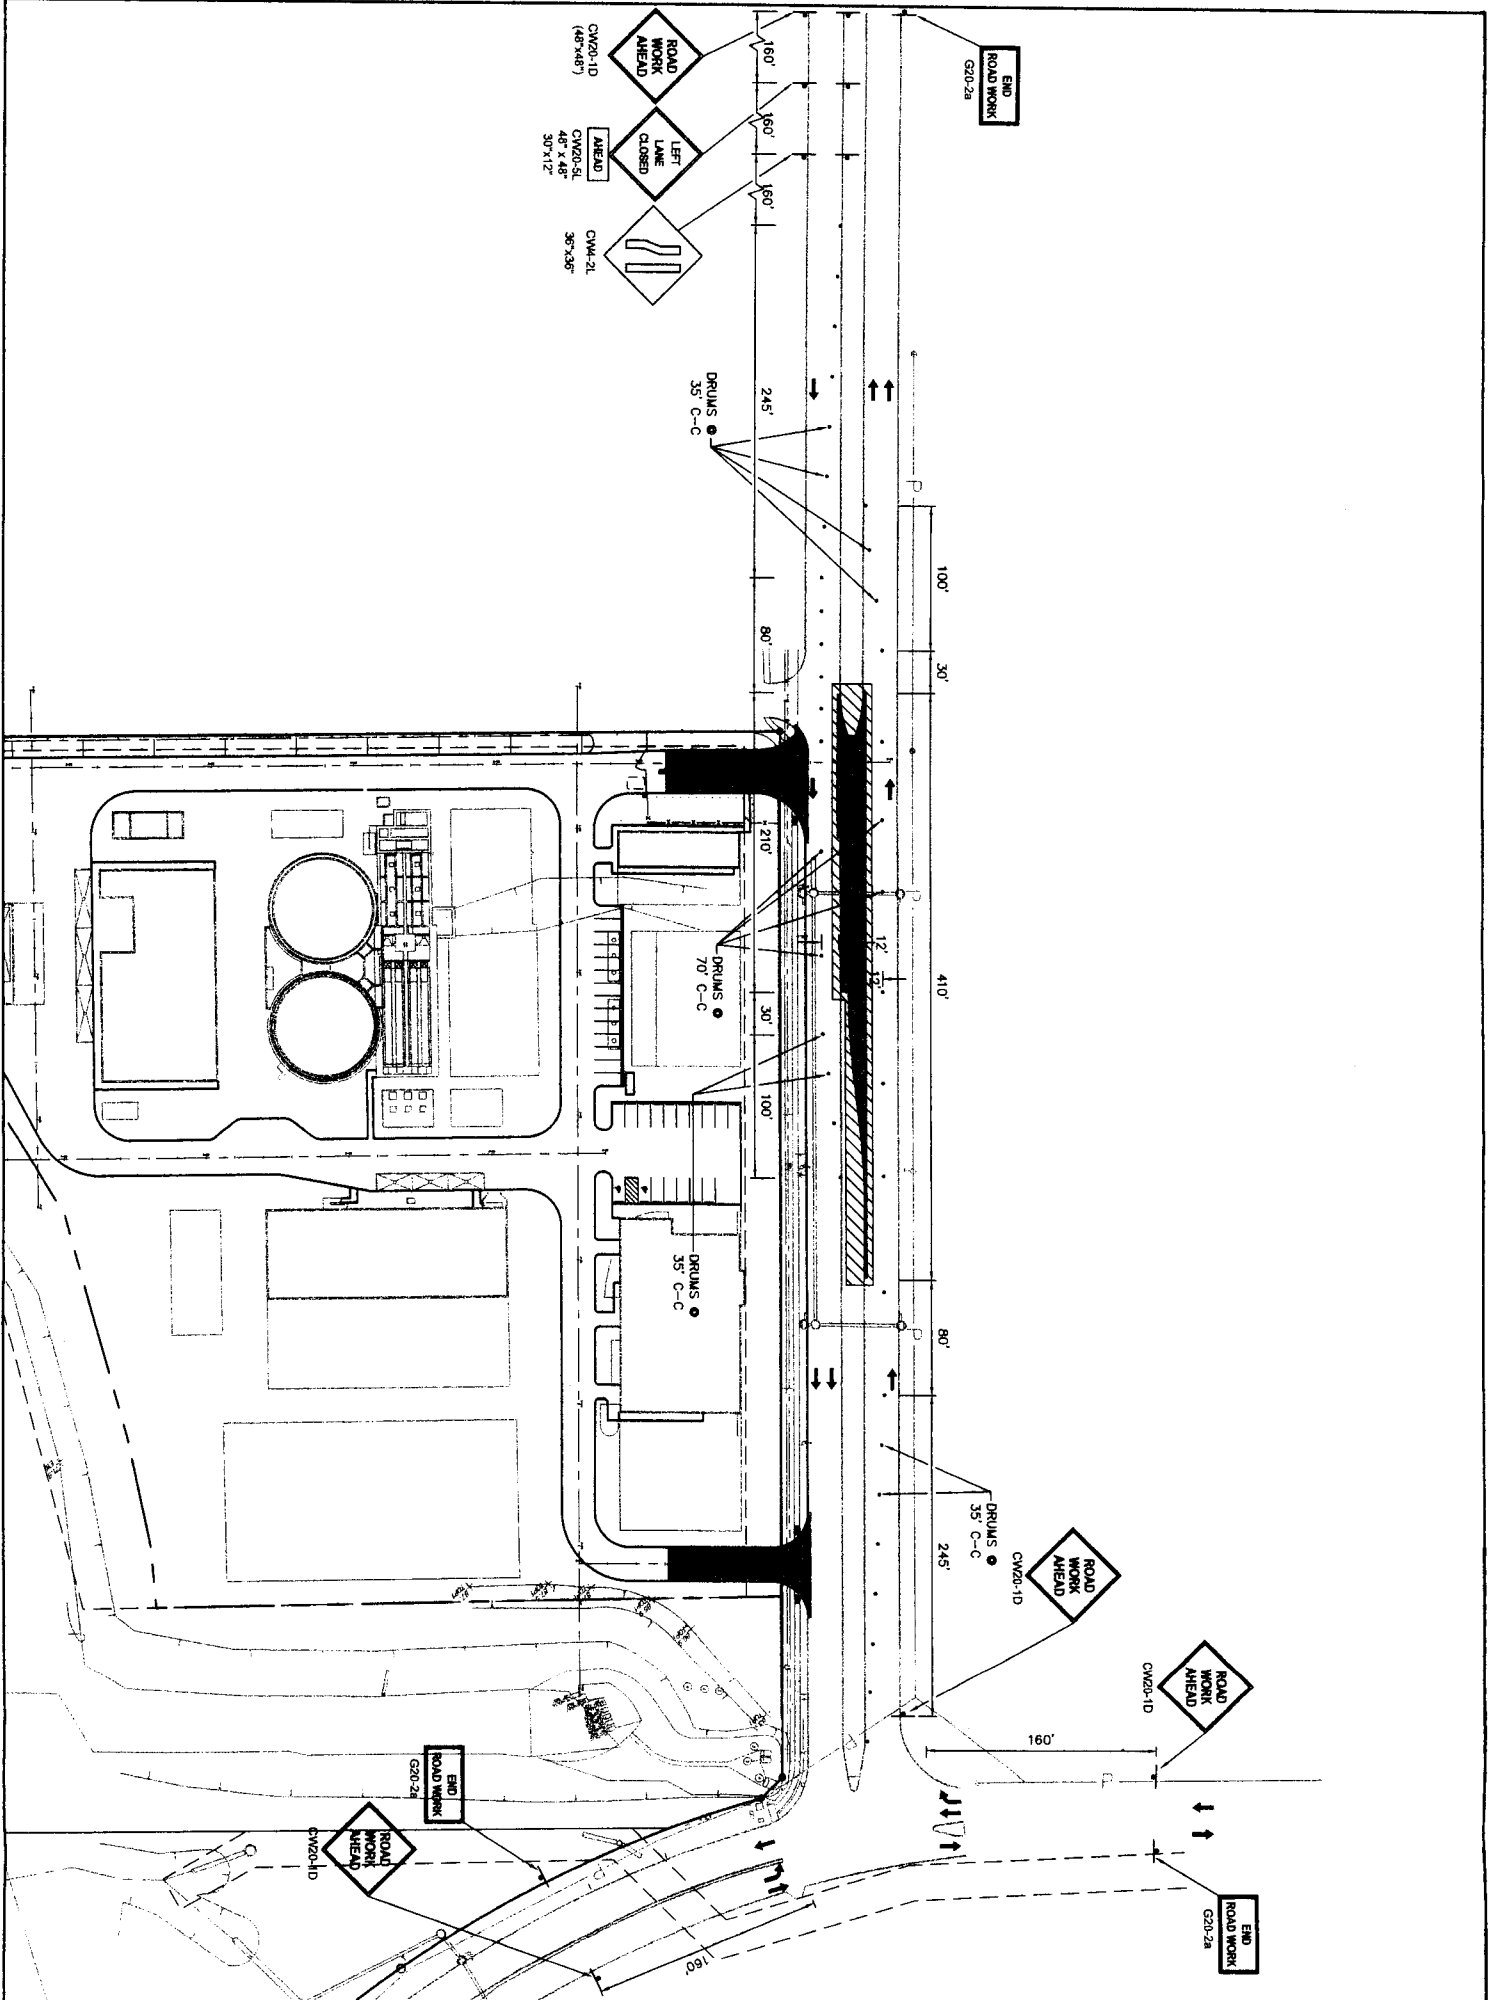 END
ROAD WORK
G20-2a
ROAD
WORK
AHEAD
CW20-1D
(48"x48")
LEFT
LANE
CLOSED
AHEAD
CW20-5L
48" x 48"
30"x12"
CW4-2L
36"x36"
160'
160'
160'
245'
80'
210'
30'
100'
DRUMS @
35' C-C
100'
30'
410'
80'
245'
12'
12'
DRUMS @
70' C-C
DRUMS @
35' C-C
DRUMS @
35' C-C
P
P
P
P
P
ROAD
WORK
AHEAD
CW20-1D
ROAD
WORK
AHEAD
CW20-1D
160'
END
ROAD WORK
G20-2a
END
ROAD WORK
G20-2a
ROAD
WORK
AHEAD
CW20-1D
160'